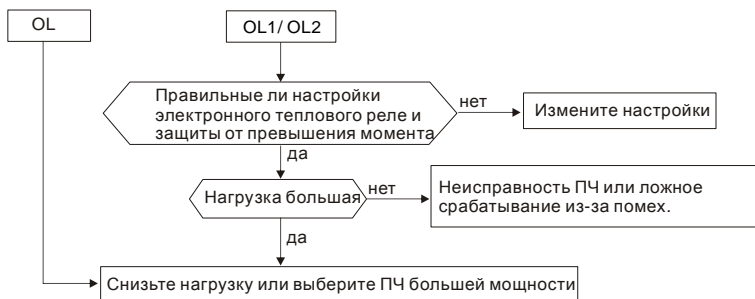 OL
OL1/ OL2
Правильные ли настройки
электронного теплового реле и
защиты от превышения момента
нет
Измените настройки
да
Нагрузка большая
нет
Неисправность ПЧ или ложное
срабатывание из-за помех.
да
Снизьте нагрузку или выберите ПЧ большей мощности